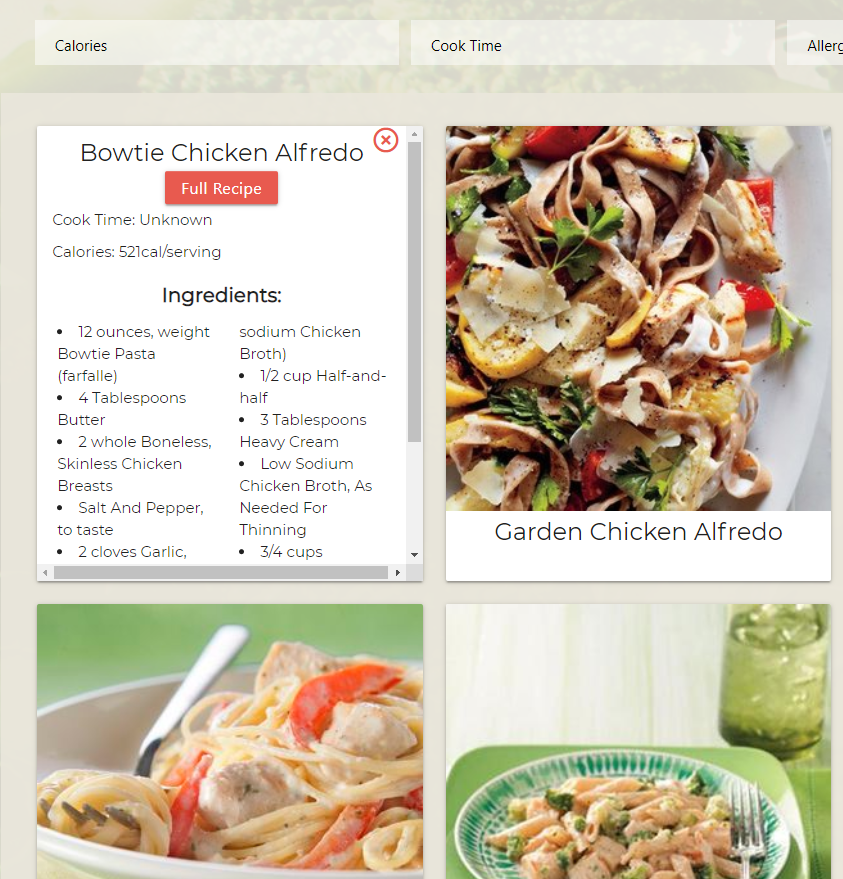 Calories
Cook Time
Allerg
Bowtie Chicken Alfredo
Full Recipe
Cook Time: Unknown
Calories: 521cal/serving
Ingredients:
• 12 ounces, weight
Bowtie Pasta
(farfalle)
• 4 Tablespoons
Butter
• 2 whole Boneless,
Skinless Chicken
Breasts
• Salt And Pepper,
to taste
• 2 cloves Garlic,
sodium Chicken
Broth)
• 1/2 cup Half-and-
half
• 3 Tablespoons
Heavy Cream
• Low Sodium
Chicken Broth, As
Needed For
Thinning
• 3/4 cups
Garden Chicken Alfredo